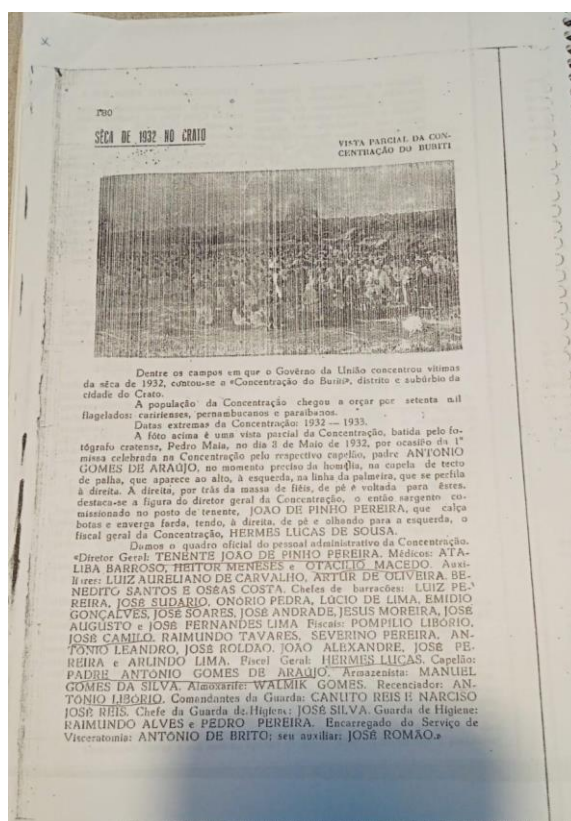 180
SÊCA DE 1932 NO CRATO
VISTA PARCIAL DA CON-
CENTRAÇÃO DO BURITI
Dentre os campos em que o Govêrno da União concentrou vítimas
da sêca de 1932, contou-se o «Concentração do Buriti», distrito e subúrbio da
cidade do Crato.
A população da Concentração chegou a orçar por setenta mil
flagelados: caririenses, pernambucanos e paraibanos.
Datas extremas da Concentração: 1932 — 1933.
A fóto acima é uma vista parcial da Concentração, batida pelo fo-
tógrafo cratense, Pedro Maia, no dia 8 de Maio de 1932, por ocasião da 1ª
missa celebrada na Concentração pelo respectivo capelão, padre ANTÓNIO
GOMES DE ARAÚJO, no momento preciso da homilia, na capela de tecto
de palha, que aparece ao alto, à esquerda, na linha da palmeira, que se perfila
à direita. À direita, por trás da massa de fiéis, de pé e voltada para êstes,
destaca-se a figura do diretor geral da Concentração, o então sargento co-
missionado no posto de tenente, JOAO DE PINHO PEREIRA, que calça
botas e enverga farda, tendo, à direita, de pé e olhando para a esquerda, o
fiscal geral da Concentração, HERMES LUCAS DE SOUSA.
Damos o quadro oficial do pessoal administrativo da Concentração.
«Diretor Geral: TENENTE JOAO DE PINHO PEREIRA. Médicos: ATA-
LIBA BARROSO, HEITOR MENESES e OTACILIO MACEDO. Auxi-
liares: LUIZ AURELIANO DE CARVALHO, ARTUR DE OLIVEIRA. BE-
NEDITO SANTOS E OSÉAS COSTA. Chefes de barracões: LUIZ PE-
REIRA, JOSÉ SUDARIO, ONÓRIO PEDRA, LÚCIO DE LIMA, EMIDIO
GONÇALVES, JOSÉ SOARES, JOSÉ ANDRADE, JESUS MOREIRA, JOSÉ
AUGUSTO e JOSÉ FERNANDES LIMA Fiscais: POMPILIO LIBÓRIO,
JOSÉ CAMILO. RAIMUNDO TAVARES, SEVERINO PEREIRA, AN-
TÔNIO LEANDRO, JOSÉ ROLDAO. JOAO ALEXANDRE, JOSÉ PE-
REIRA e ARLINDO LIMA. Fiscal Geral: HERMES LUCAS. Capelão:
PADRE ANTÓNIO GOMES DE ARAÚJO. Armazenista: MANUEL
GOMES DA SILVA. Almoxarife: WALMIK GOMES. Recenciador: AN-
TÔNIO LIBÓRIO. Comandantes da Guarda: CANUTO REIS E NARCISO
JOSÉ REIS. Chefe da Guarda de Higiene: JOSÉ SILVA. Guarda de Higiene:
RAIMUNDO ALVES e PEDRO PEREIRA. Encarregado do Serviço de
Visceratomia: ANTÓNIO DE BRITO; seu auxiliar: JOSÉ ROMÃO.»